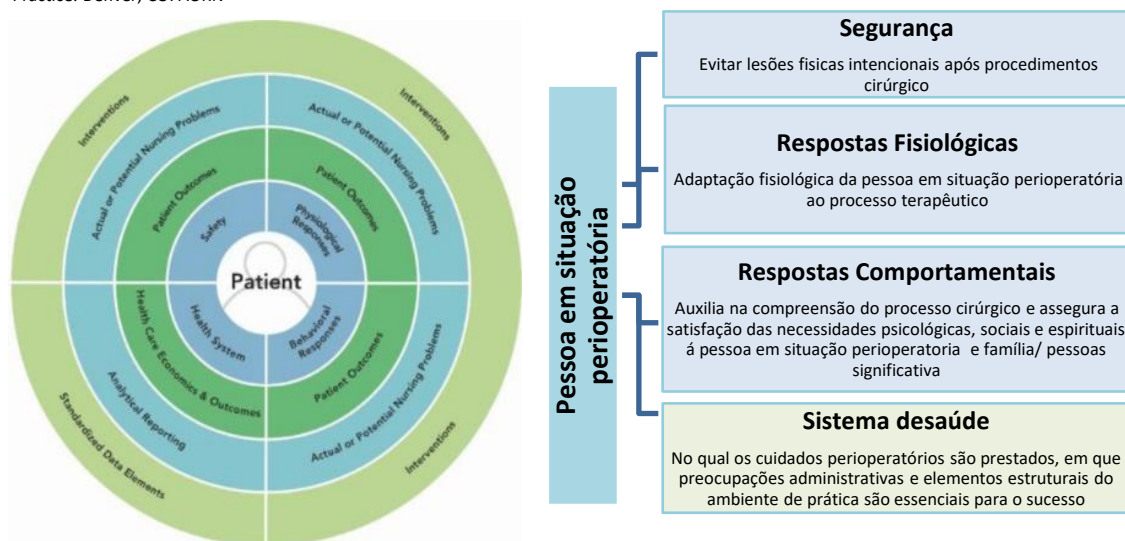 Interventions
Interventions
Actual or Potential Nursing Problems
Actual or Potential Nursing Problems
Patient Outcomes
Patient Outcomes
Safety
Physiological
Responses
Patient
Health System
Behavioral
Responses
Health Care Economics & Outcomes
Patient Outcomes
Analytical Reporting
Actual or Potential Nursing Problems
Standardized Data Elements
Interventions
Pessoa em situação
perioperatória
Segurança
Evitar lesões fisicas intencionais após procedimentos
cirúrgico
Respostas Fisiológicas
Adaptação fisiológica da pessoa em situação perioperatória
ao processo terapêutico
Respostas Comportamentais
Auxilia na compreensão do processo cirúrgico e assegura a
satisfação das necessidades psicológicas, sociais e espirituais
á pessoa em situação perioperatoria e família/ pessoas
significativa
Sistema desaúde
No qual os cuidados perioperatórios são prestados, em que
preocupações administrativas e elementos estruturais do
ambiente de prática são essenciais para o sucesso